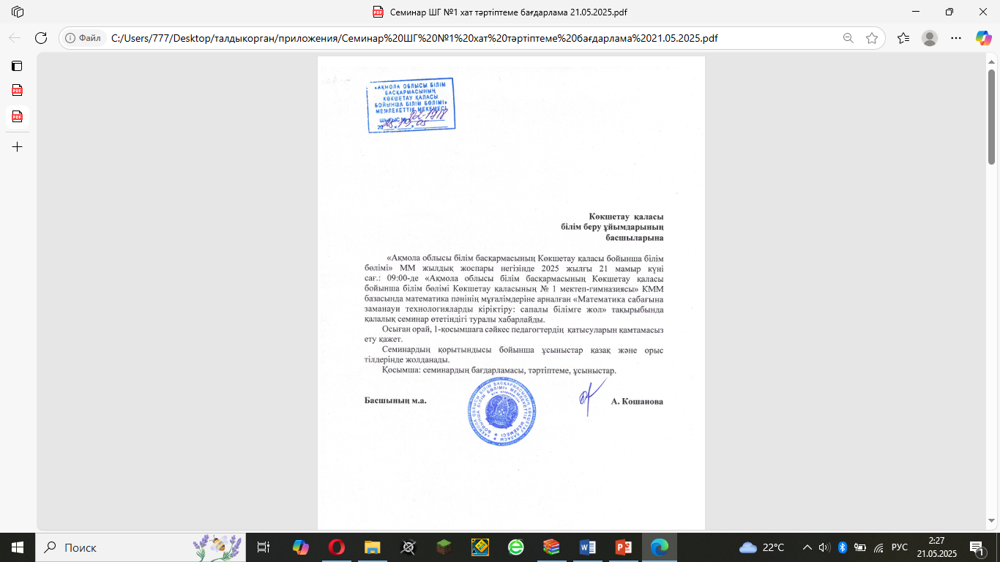 Семинар ШГ №1 хат тәртіптеме бағдарлама 21.05.2025.pdf
Файл
C:/Users/777/Desktop/талдыкорган/приложения/Семинар%20ШГ%20№1%20хат%20тәртіптеме%20бағдарлама%2021.05.2025.pdf
«АҚМОЛА ОБЛЫСЫ БІЛІМ
БАСҚАРМАСЫНЫҢ
КӨКШЕТАУ ҚАЛАСЫ
БОЙЫНША БІЛІМ БӨЛІМІ»
МЕМЛЕКЕТТІК МЕКЕМЕСІ
ШЫҒЫС № 02-1718
2025 19 05
Көкшетау қаласы
білім беру ұйымдарының
басшыларына
«Ақмола облысы білім басқармасының Көкшетау қаласы бойынша білім
бөлімі» ММ жылдық жоспары негізінде 2025 жылғы 21 мамыр күні
сағ.: 09:00-де «Ақмола облысы білім басқармасының Көкшетау қаласы
бойынша білім бөлімі Көкшетау қаласының № 1 мектеп-гимназиясы» КММ
базасында математика пәнінің мұғалімдеріне арналған «Математика сабағына
заманауи технологияларды кіріктіру: сапалы білімге жол» тақырыбында
қалалық семинар өтетіндігі туралы хабарлайды.
Осыған орай, 1-қосымшаға сәйкес педагогтердің қатысуларын қамтамасыз
ету қажет.
Семинардың қорытындысы бойынша ұсыныстар қазақ және орыс
тілдерінде жолданады.
Қосымша: семинардың бағдарламасы, тәртіптеме, ұсыныстар.
Басшының м.а.
А. Кошанова
Поиск
22°C
РУС
2:27
21.05.2025
1